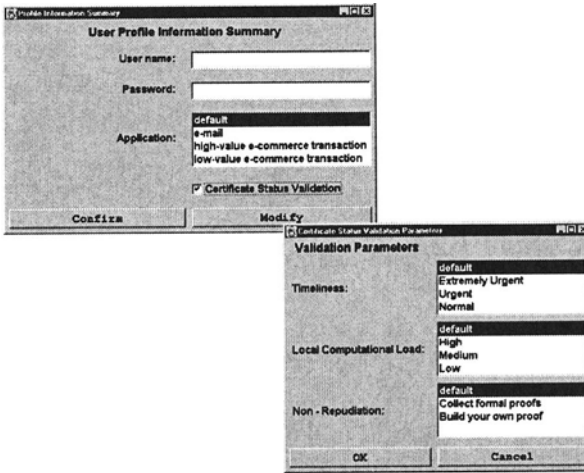 Profile Information Summary
User Profile Information Summary
User name:
Password:
Application:
default
e-mail
high-value e-commerce transaction
low-value e-commerce transaction
Certificate Status Validation
Confirm
Modify
Certificate Status Validation Parameters
Validation Parameters
Timeliness:
default
Extremely Urgent
Urgent
Normal
Local Computational Load:
default
High
Medium
Low
Non - Repudiation:
default
Collect formal proofs
Build your own proof
OK
Cancel